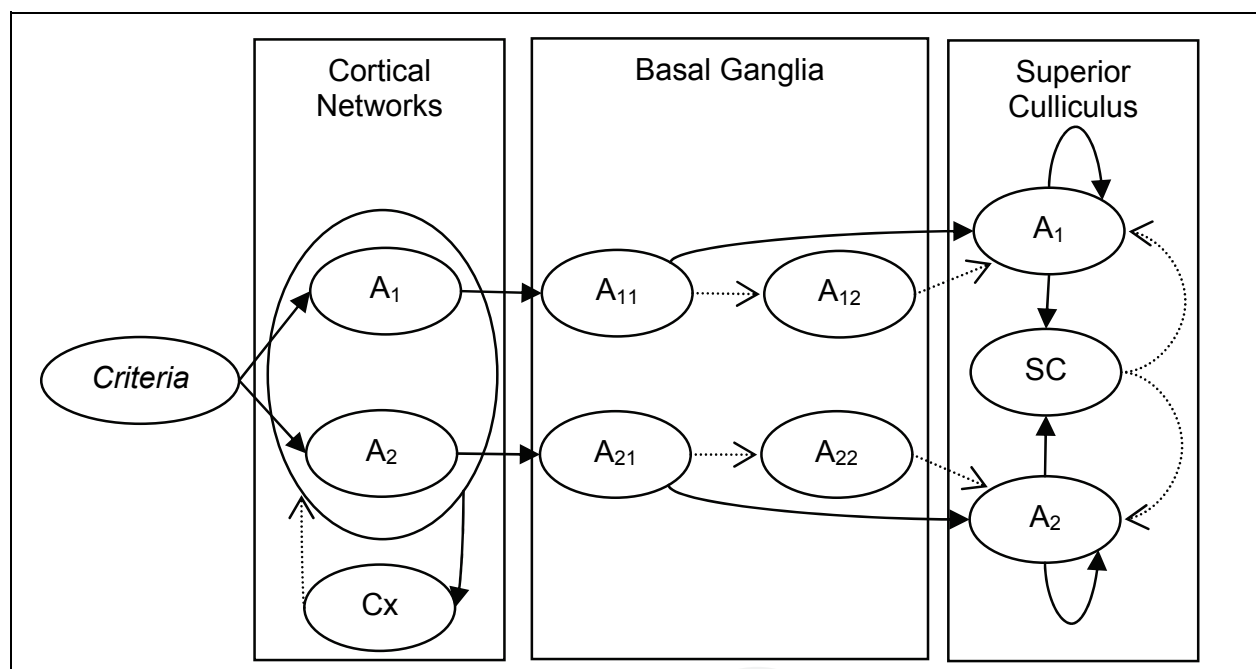 Cortical
Networks
Basal Ganglia
Superior
Culliculus
Criteria
A₁
A₂
Cx
A₁₁
A₁₂
A₂₁
A₂₂
A₁
SC
A₂